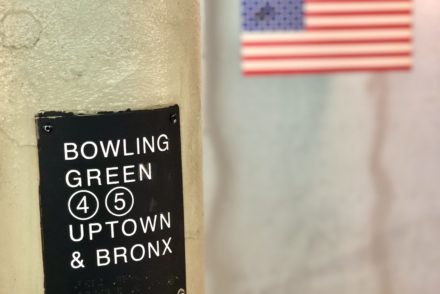 BOWLING
GREEN
4 5
UPTOWN
& BRONX